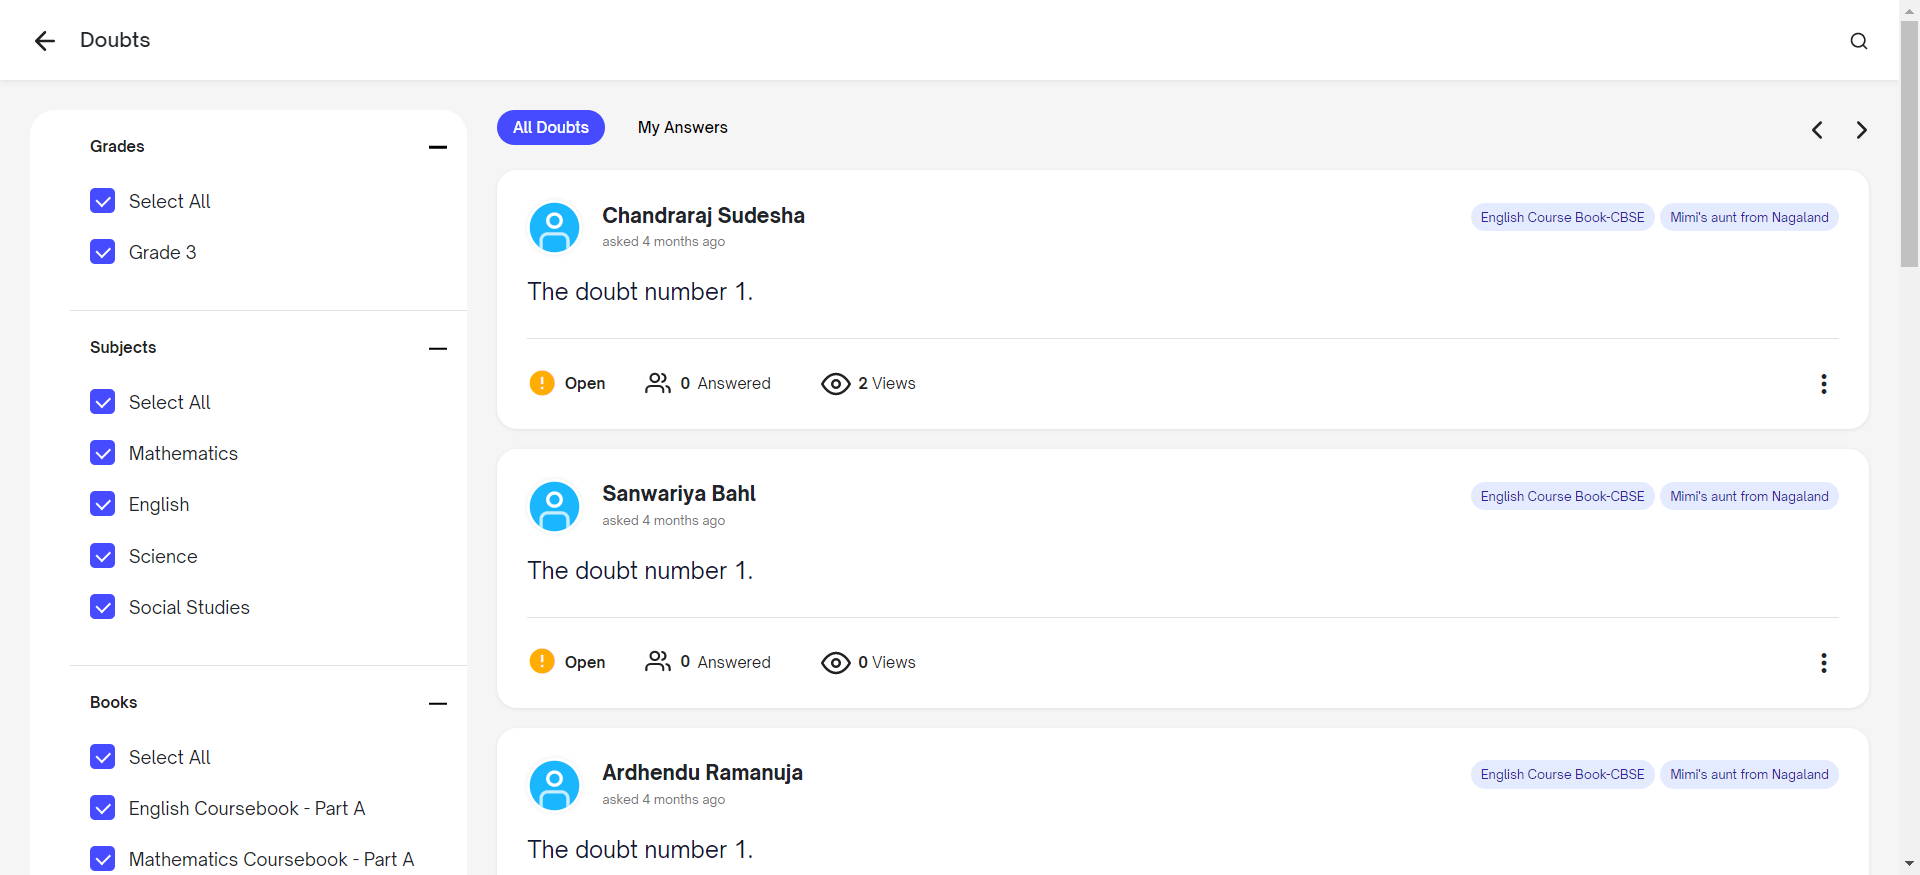 Doubts
Grades
Select All
Grade 3
Subjects
Select All
Mathematics
English
Science
Social Studies
Books
Select All
English Coursebook - Part A
Mathematics Coursebook - Part A
All Doubts
My Answers
Chandraraj Sudesha
asked 4 months ago
English Course Book-CBSE
Mimi's aunt from Nagaland
The doubt number 1.
Open
0 Answered
2 Views
Sanwariya Bahl
asked 4 months ago
English Course Book-CBSE
Mimi's aunt from Nagaland
The doubt number 1.
Open
0 Answered
0 Views
Ardhendu Ramanuja
asked 4 months ago
English Course Book-CBSE
Mimi's aunt from Nagaland
The doubt number 1.